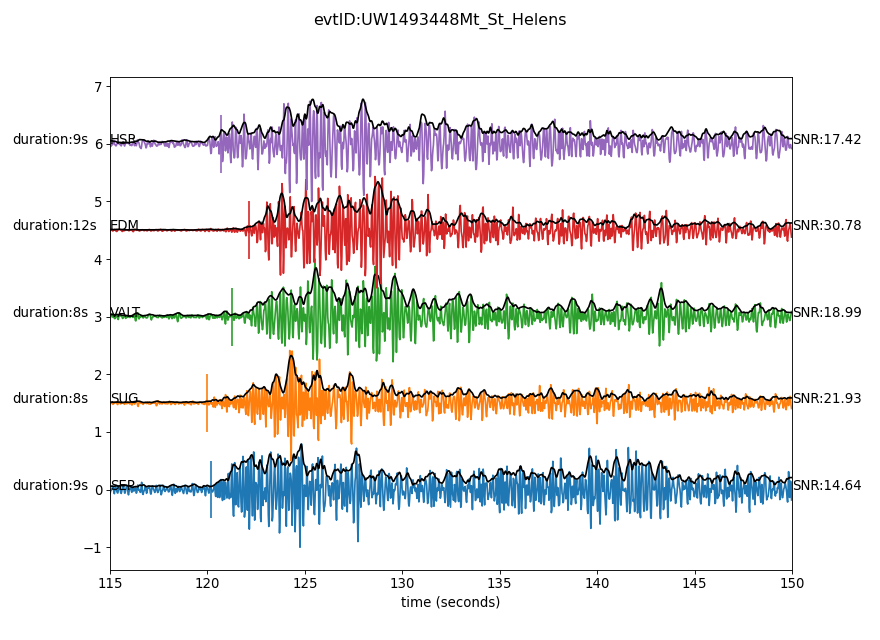 evtID:UW1493448Mt_St_Helens
7
duration:9s HSR SNR:17.42
6
5
duration:12s EDM SNR:30.78
4
duration:8s VALT SNR:18.99
3
2
duration:8s SUG SNR:21.93
1
duration:9s SEP SNR:14.64
0
−1
115 120 125 130 135 140 145 150
time (seconds)